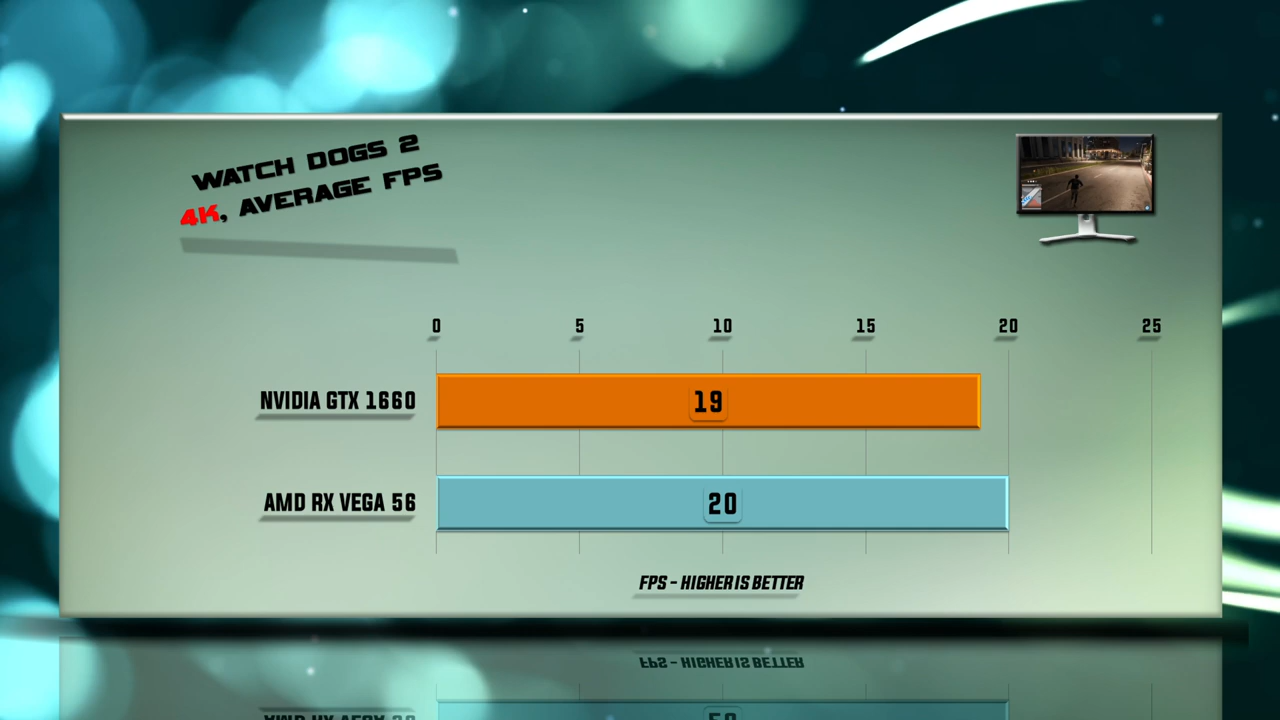 WATCH DOGS 2
4K, AVERAGE FPS
0 5 10 15 20 25
NVIDIA GTX 1660 19
AMD RX VEGA 56 20
FPS - HIGHER IS BETTER